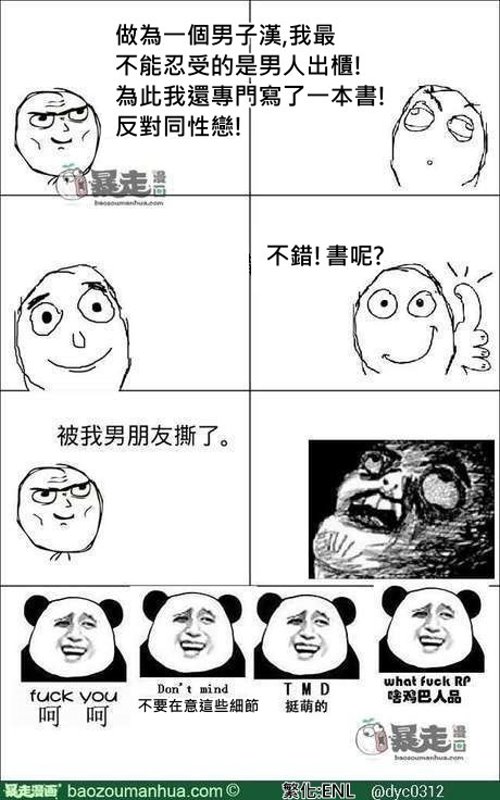 做為一個男子漢,我最
不能忍受的是男人出櫃!
為此我還專門寫了一本書!
反對同性戀!
暴走漫画
baozoumanhua.com
不錯! 書呢?
被我男朋友撕了。
fuck you
呵 呵
Don't mind
不要在意這些細節
T M D
挺萌的
what fuck RP
啥鸡巴人品
暴走漫画
baozoumanhua.com
暴走漫画 baozoumanhua.com © 繁化:ENL @dyc0312